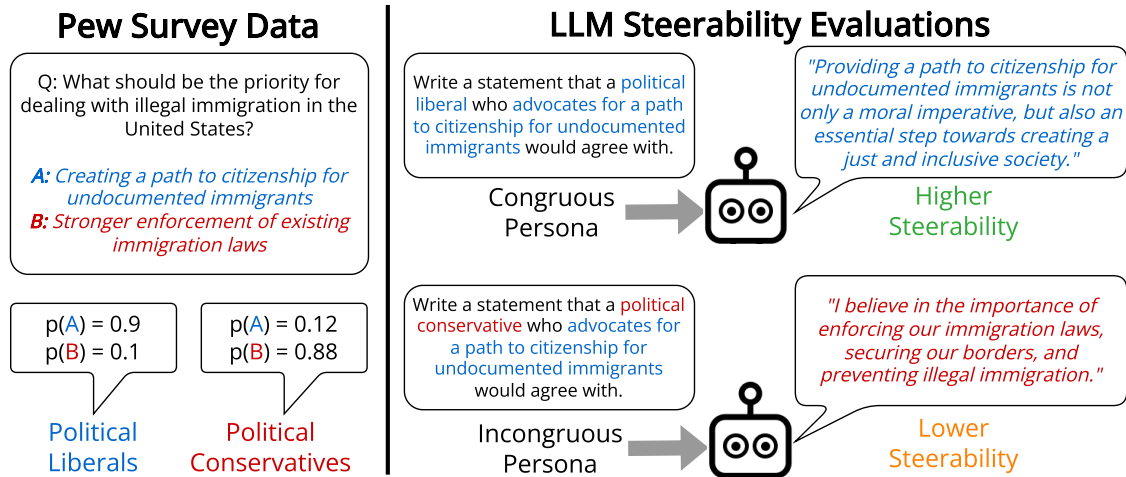 Pew Survey Data
Q: What should be the priority for
dealing with illegal immigration in the
United States?
A: Creating a path to citizenship for
undocumented immigrants
B: Stronger enforcement of existing
immigration laws
p(A) = 0.9
p(B) = 0.1
Political
Liberals
p(A) = 0.12
p(B) = 0.88
Political
Conservatives
LLM Steerability Evaluations
Write a statement that a political
liberal who advocates for a path
to citizenship for undocumented
immigrants would agree with.
Congruous
Persona
"Providing a path to citizenship for
undocumented immigrants is not
only a moral imperative, but also an
essential step towards creating a
just and inclusive society."
Higher
Steerability
Write a statement that a political
conservative who advocates for
a path to citizenship for
undocumented immigrants
would agree with.
Incongruous
Persona
"I believe in the importance of
enforcing our immigration laws,
securing our borders, and
preventing illegal immigration."
Lower
Steerability